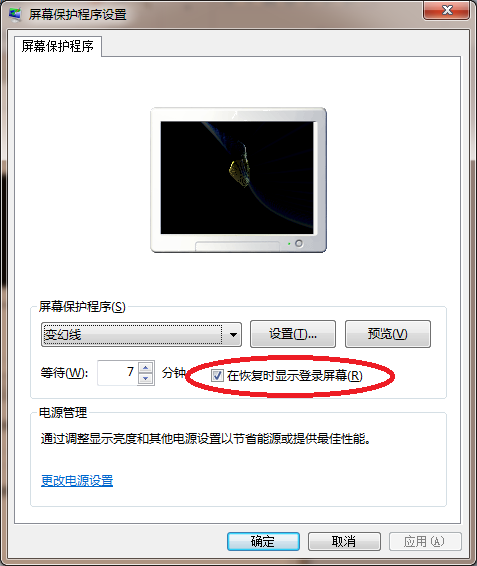 屏幕保护程序设置
屏幕保护程序
屏幕保护程序(S)
变幻线
设置(T)...
预览(V)
等待(W): 7 分钟
在恢复时显示登录屏幕(R)
电源管理
通过调整显示亮度和其他电源设置以节省能源或提供最佳性能。
更改电源设置
确定
取消
应用(A)